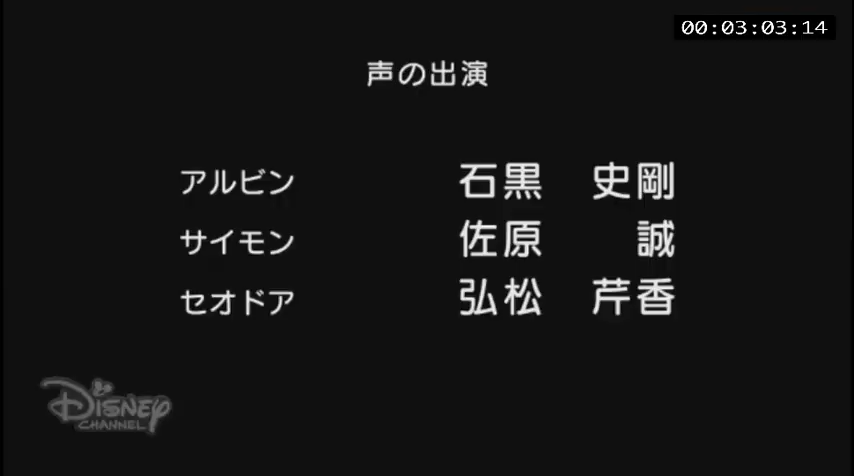 00:03:03:14
声の出演
アルビン 石黒 史剛
サイモン 佐原 誠
セオドア 弘松 芹香
DISNEY
CHANNEL